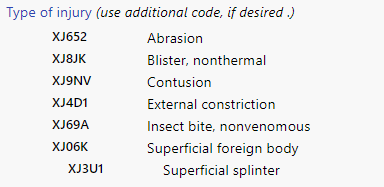 Type of injury (use additional code, if desired .)
XJ652 Abrasion
XJ8JK Blister, nonthermal
XJ9NV Contusion
XJ4D1 External constriction
XJ69A Insect bite, nonvenomous
XJ06K Superficial foreign body
XJ3U1 Superficial splinter